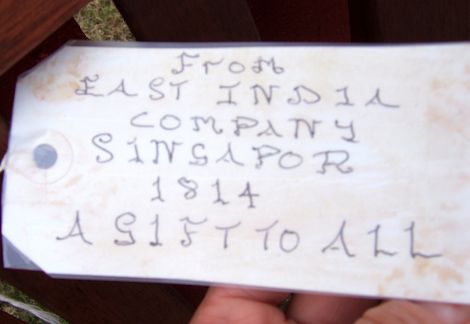 FroM
EAST INDIA
COMPANY
SINGAPOR
1814
A GIFT TO ALL